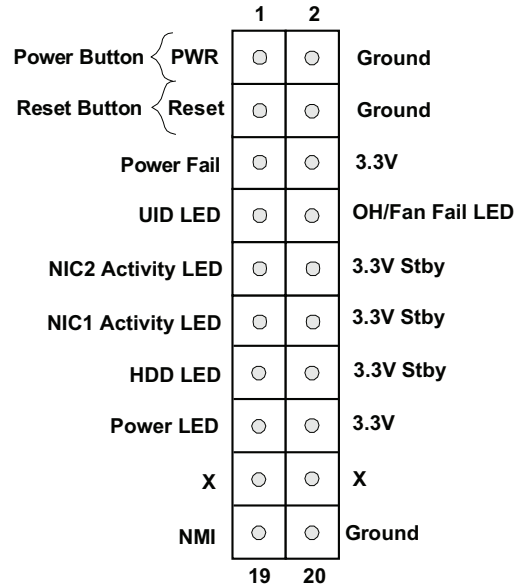 1 2
Power Button PWR Ground
Reset Button Reset Ground
Power Fail 3.3V
UID LED OH/Fan Fail LED
NIC2 Activity LED 3.3V Stby
NIC1 Activity LED 3.3V Stby
HDD LED 3.3V Stby
Power LED 3.3V
X X
NMI Ground
19 20